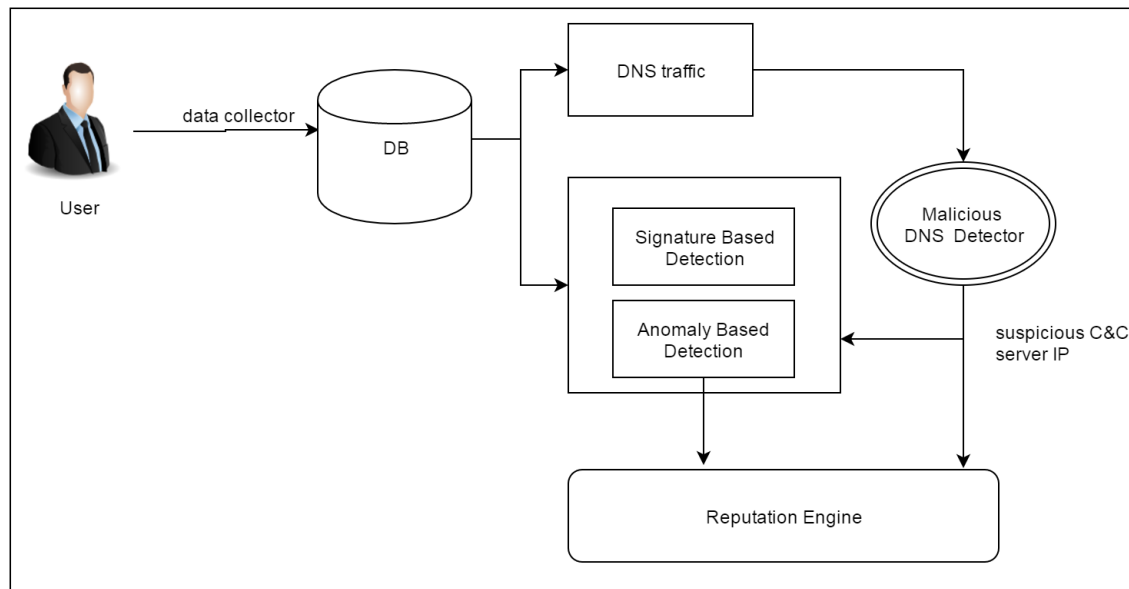 User
data collector
DB
DNS traffic
Signature Based
Detection
Anomaly Based
Detection
Malicious
DNS Detector
suspicious C&C
server IP
Reputation Engine